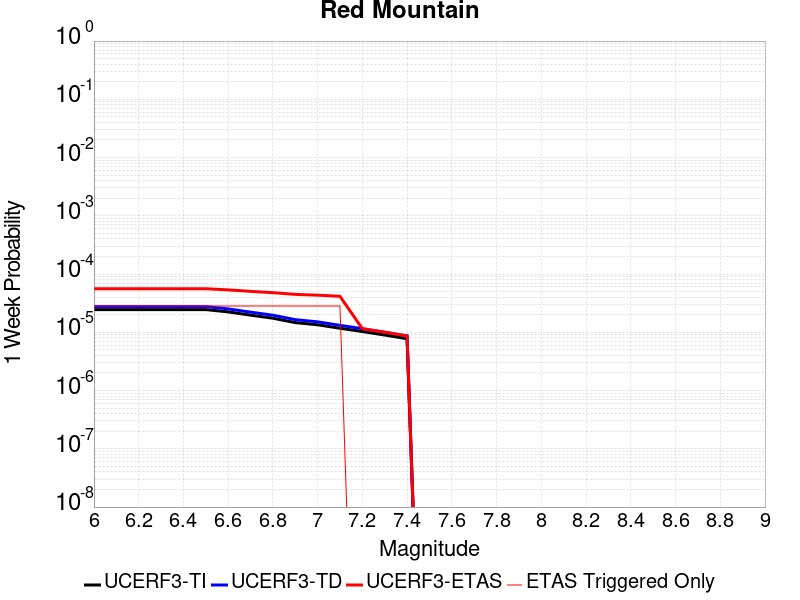 Red Mountain
10^0
10^-1
10^-2
10^-3
10^-4
10^-5
10^-6
10^-7
10^-8
1 Week Probability
6 6.2 6.4 6.6 6.8 7 7.2 7.4 7.6 7.8 8 8.2 8.4 8.6 8.8 9
Magnitude
UCERF3-TI UCERF3-TD UCERF3-ETAS ETAS Triggered Only